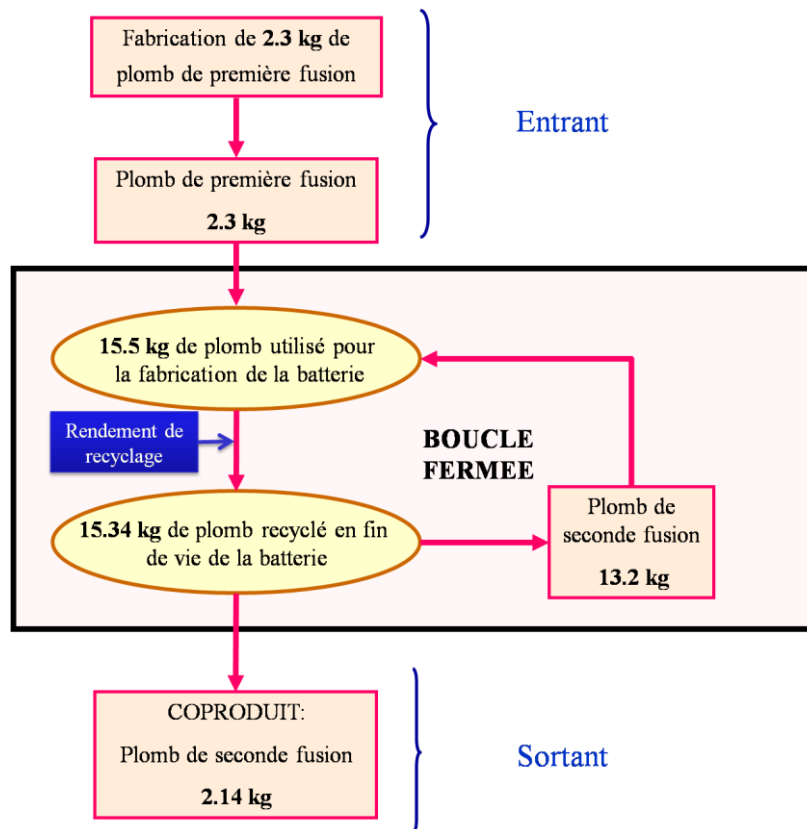 Fabrication de 2.3 kg de
plomb de première fusion
Entrant
Plomb de première fusion
2.3 kg
15.5 kg de plomb utilisé pour
la fabrication de la batterie
Rendement de
recyclage
BOUCLE
FERMEE
15.34 kg de plomb recyclé en fin
de vie de la batterie
Plomb de
seconde fusion
13.2 kg
COPRODUIT:
Plomb de seconde fusion
2.14 kg
Sortant